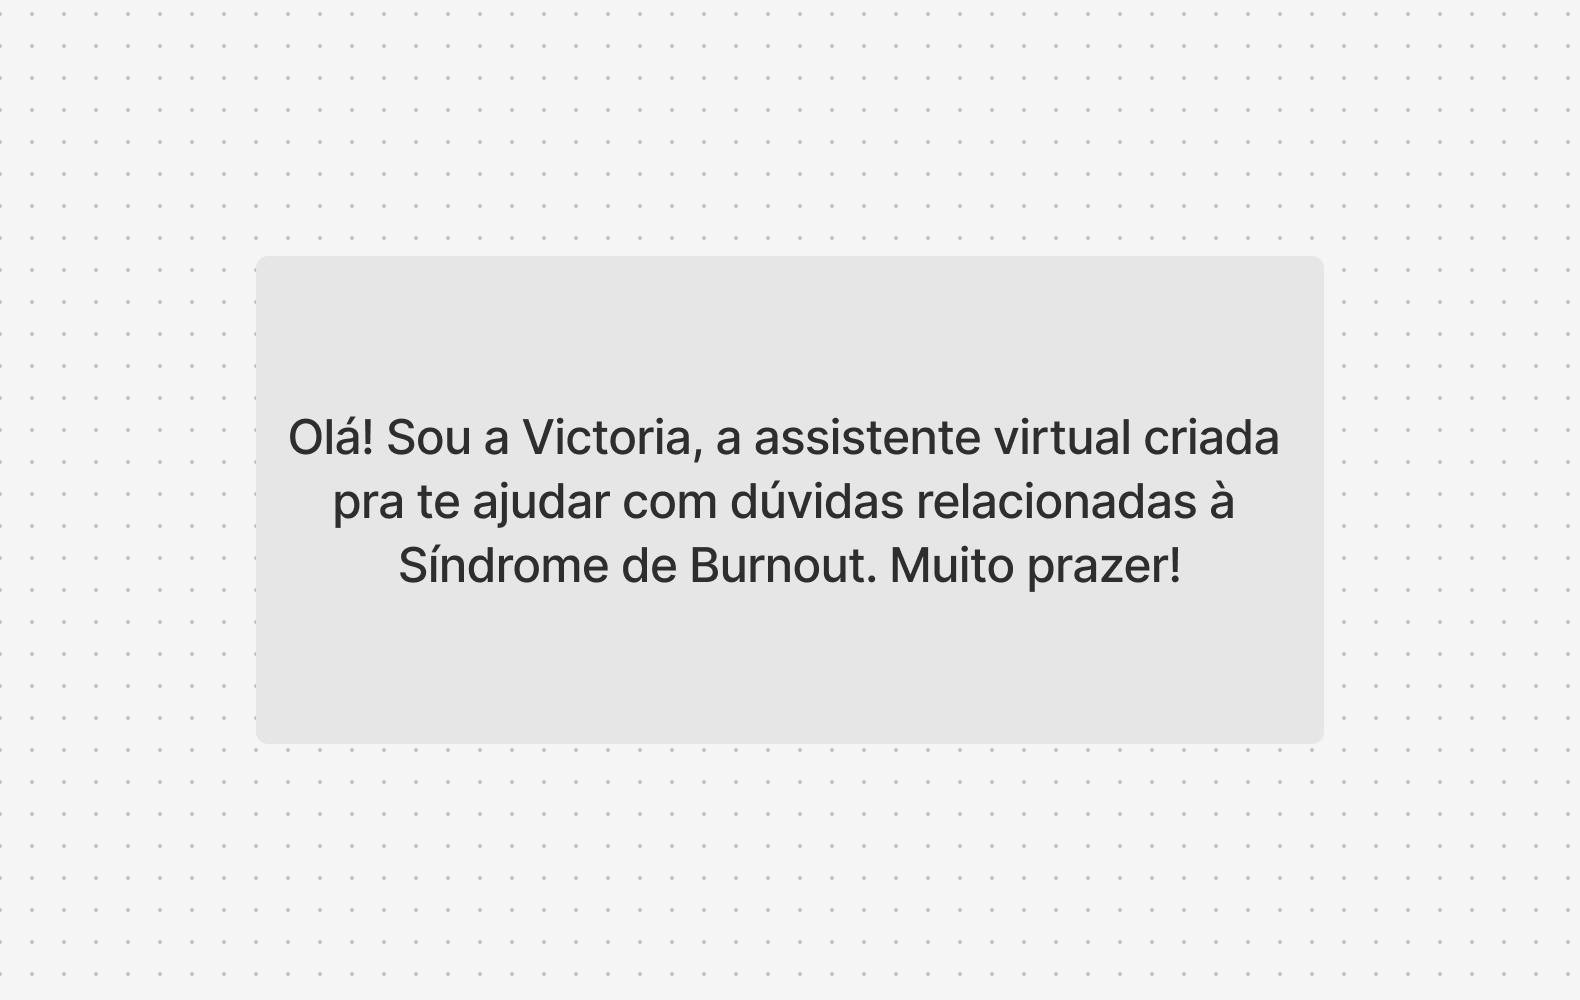 Olá! Sou a Victoria, a assistente virtual criada
pra te ajudar com dúvidas relacionadas à
Síndrome de Burnout. Muito prazer!